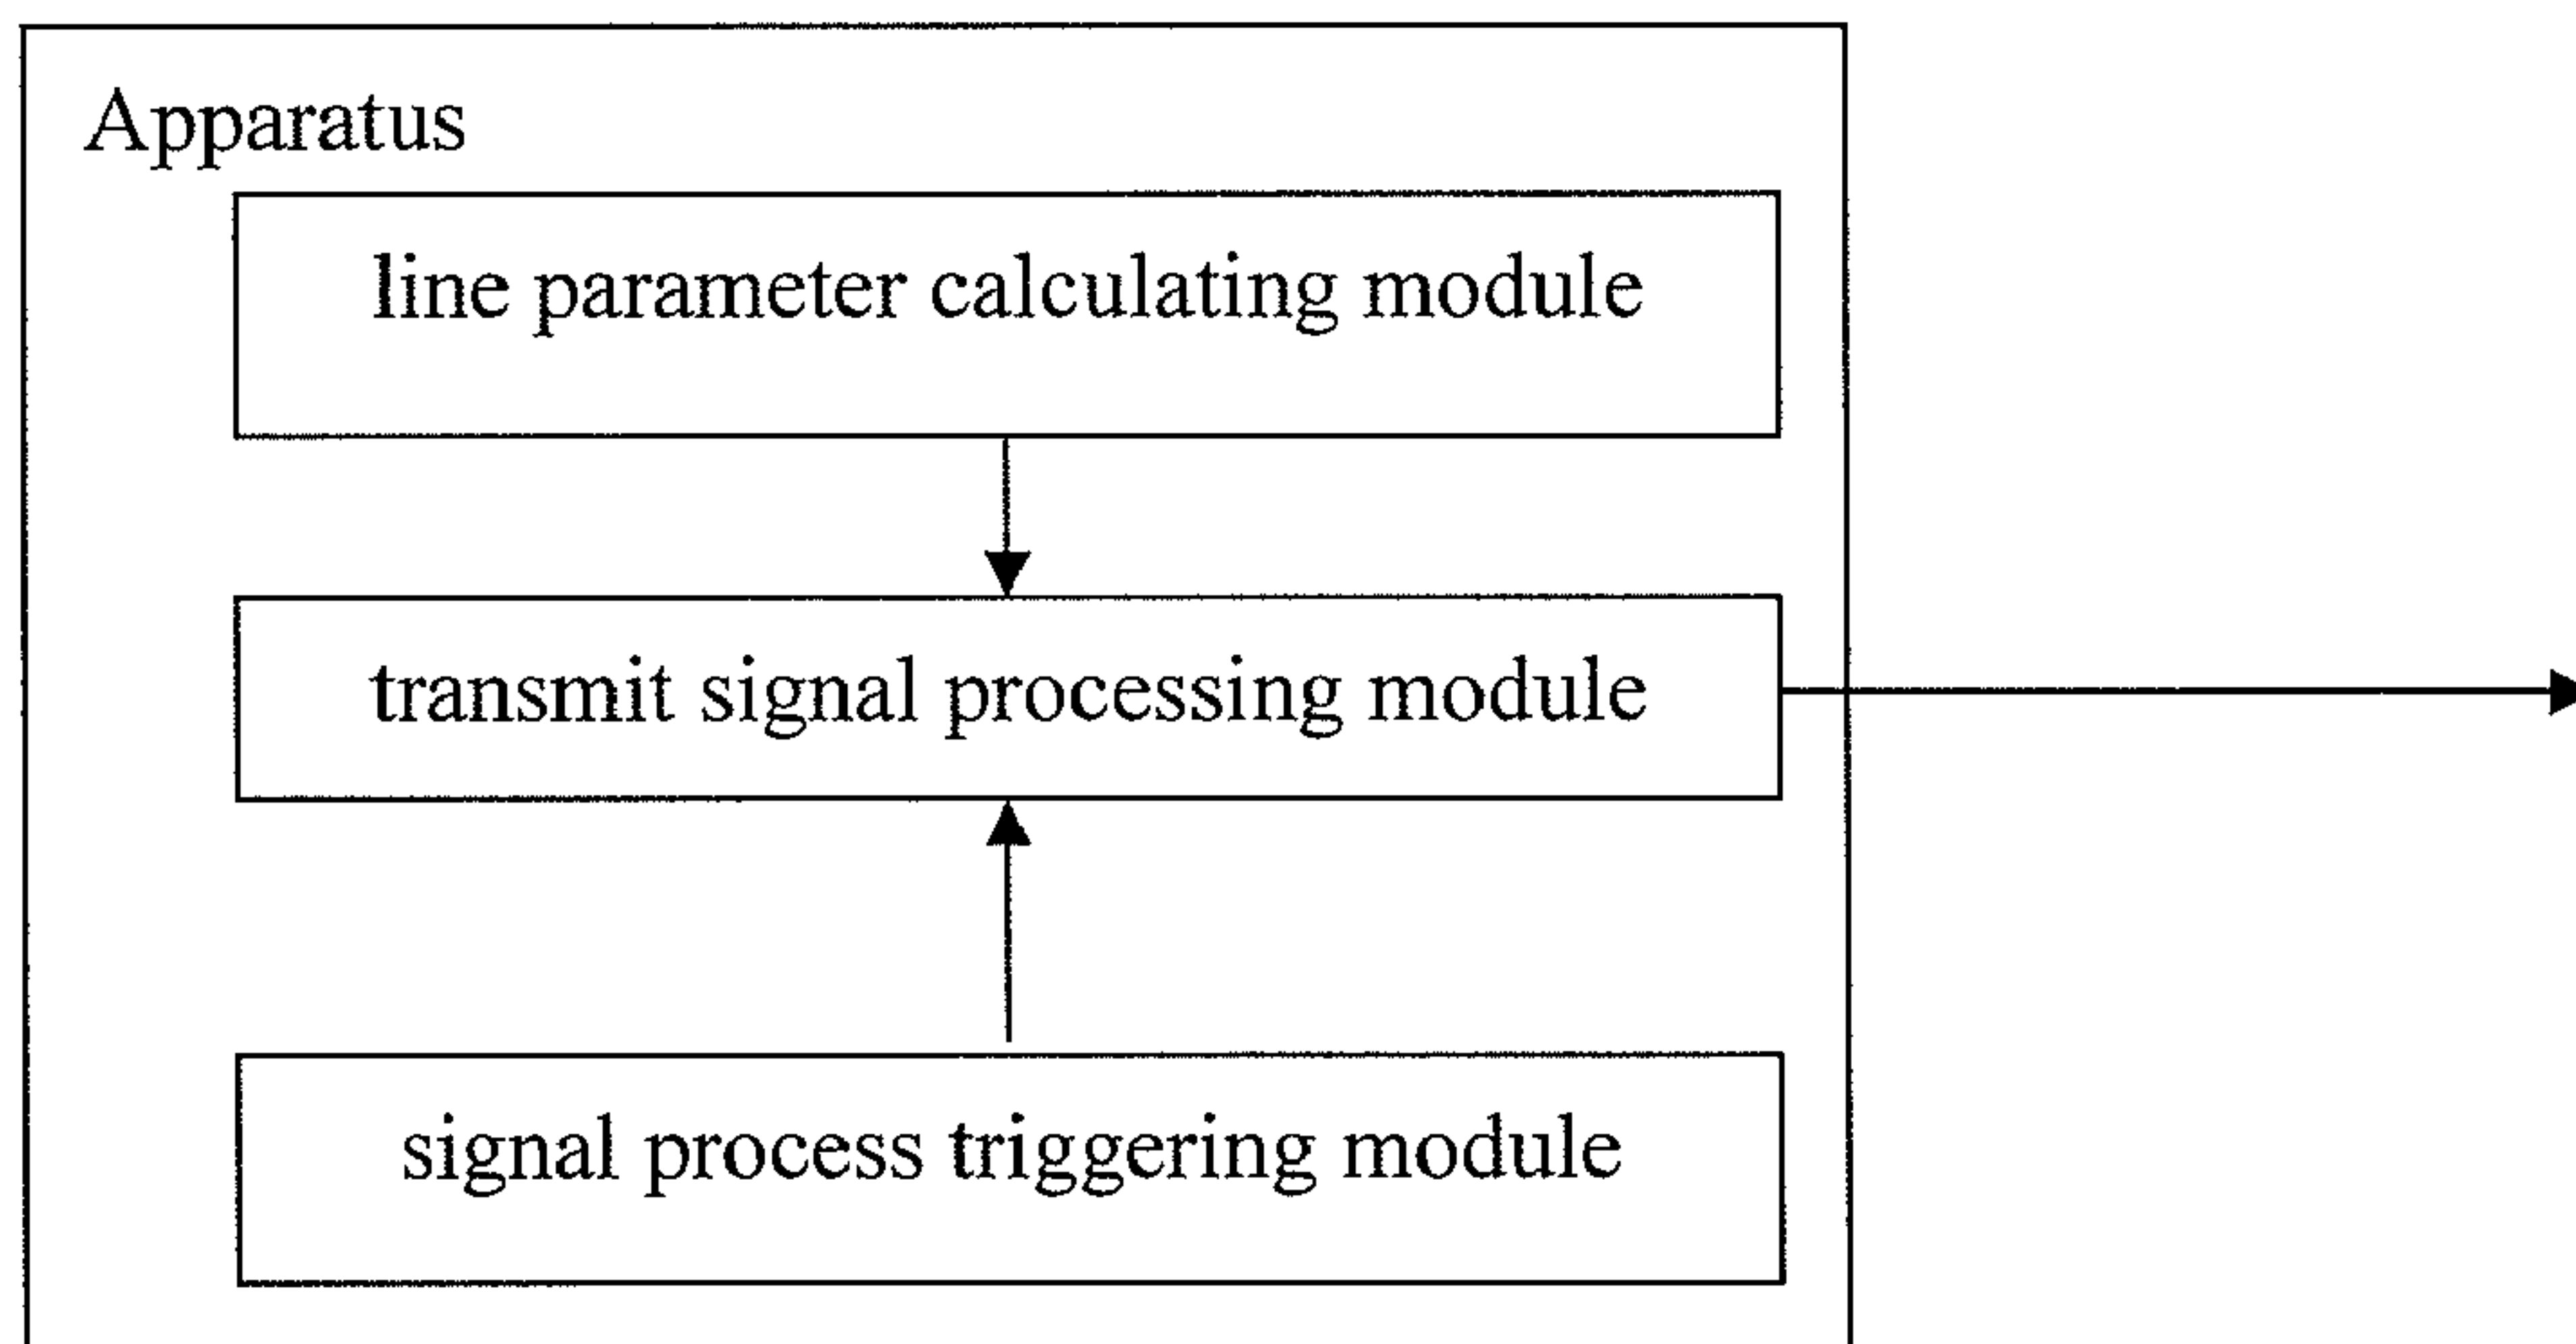 Apparatus
line parameter calculating module
transmit signal processing module
signal process triggering module